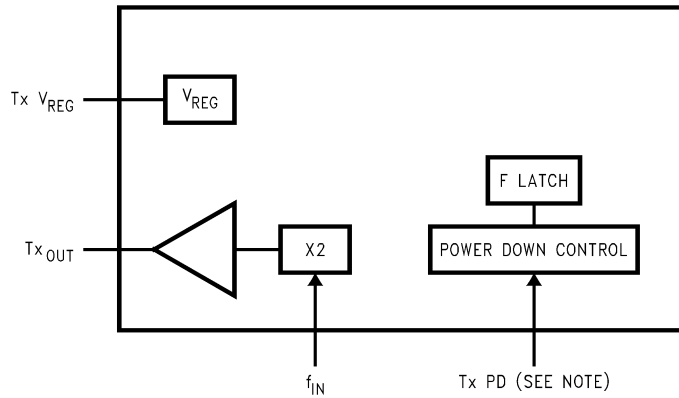 Tx VREG
VREG
F LATCH
TxOUT
X2
POWER DOWN CONTROL
fIN
Tx PD (SEE NOTE)